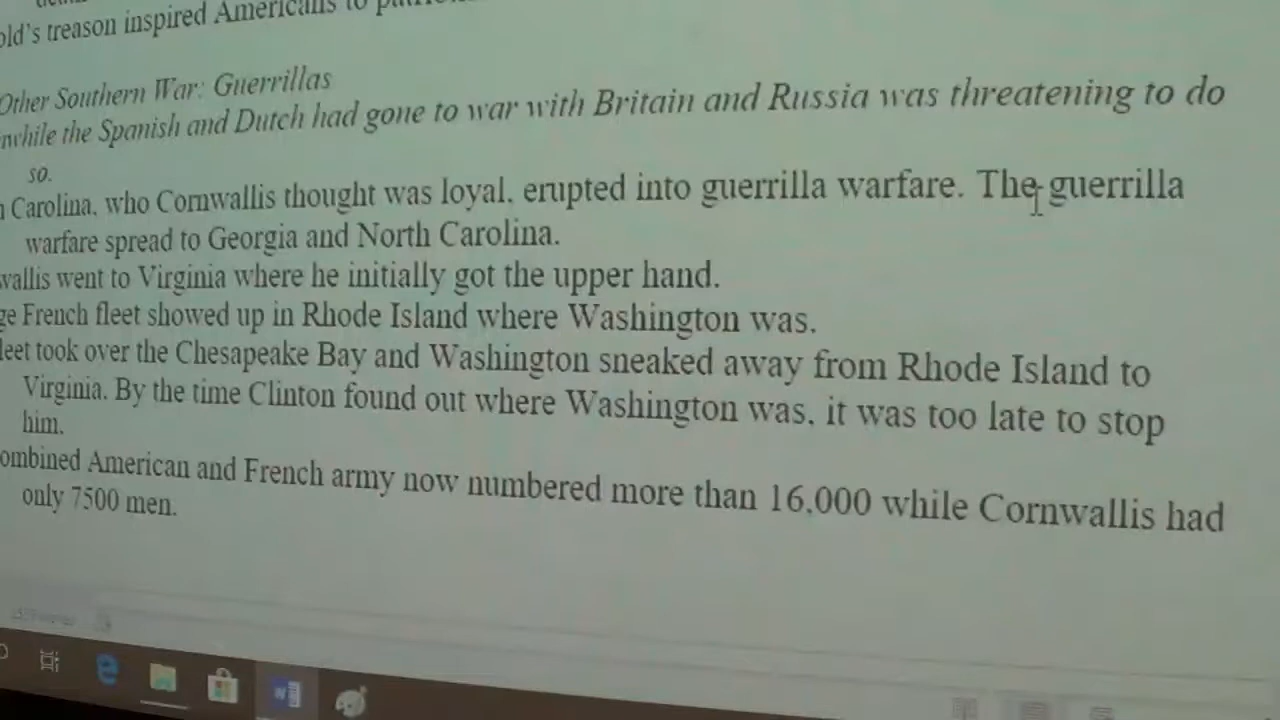 old's treason inspired Americans to
Other Southern War: Guerrillas
nwhile the Spanish and Dutch had gone to war with Britain and Russia was threatening to do
so.
Carolina, who Cornwallis thought was loyal, erupted into guerrilla warfare. The guerrilla
warfare spread to Georgia and North Carolina.
wallis went to Virginia where he initially got the upper hand.
ge French fleet showed up in Rhode Island where Washington was.
leet took over the Chesapeake Bay and Washington sneaked away from Rhode Island to
Virginia. By the time Clinton found out where Washington was, it was too late to stop
him.
ombined American and French army now numbered more than 16,000 while Cornwallis had
only 7500 men.